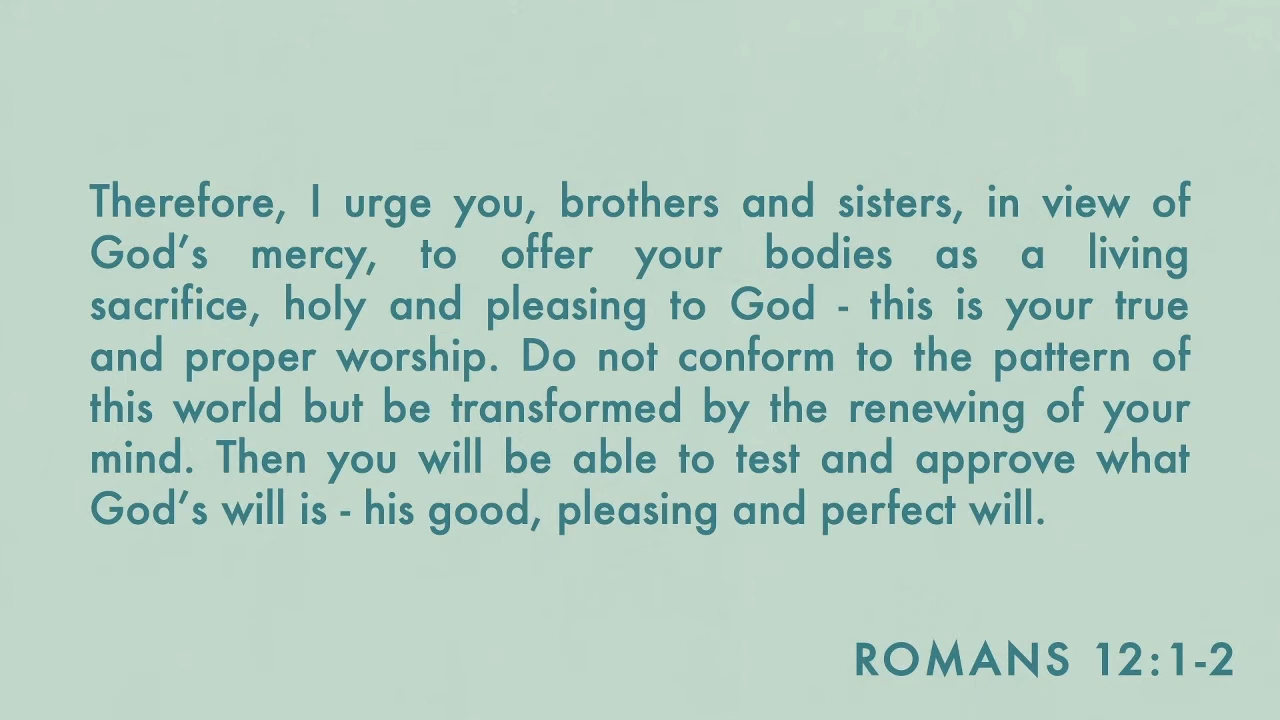 Therefore, I urge you, brothers and sisters, in view of
God’s mercy, to offer your bodies as a living
sacrifice, holy and pleasing to God - this is your true
and proper worship. Do not conform to the pattern of
this world but be transformed by the renewing of your
mind. Then you will be able to test and approve what
God’s will is - his good, pleasing and perfect will.
ROMANS 12:1-2